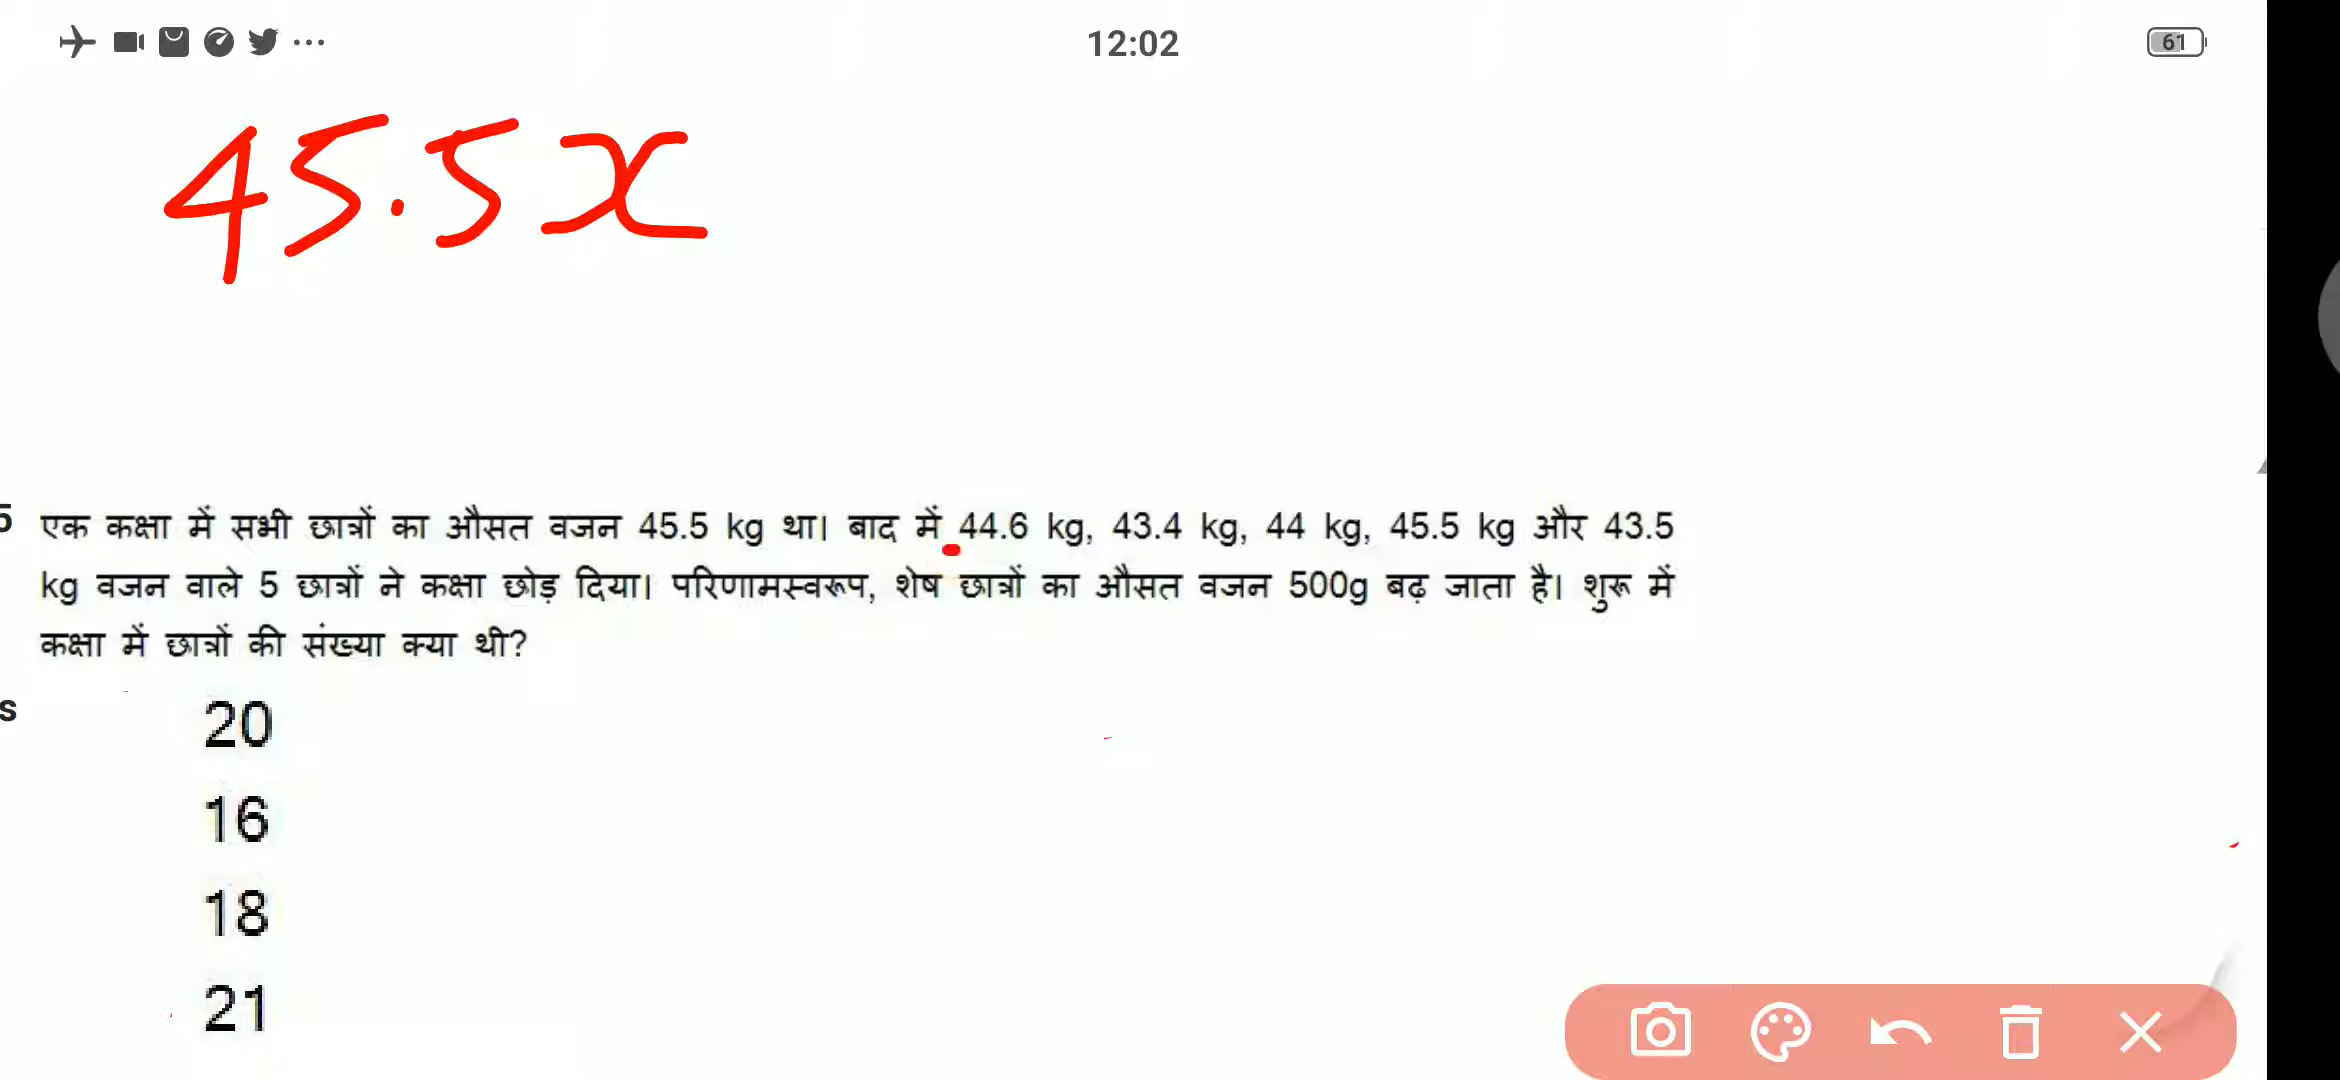 12:02
61
45.5x
5 एक कक्षा में सभी छात्रों का औसत वजन 45.5 kg था। बाद में 44.6 kg, 43.4 kg, 44 kg, 45.5 kg और 43.5
kg वजन वाले 5 छात्रों ने कक्षा छोड़ दिया। परिणामस्वरूप, शेष छात्रों का औसत वजन 500g बढ़ जाता है। शुरू में
कक्षा में छात्रों की संख्या क्या थी?
s
20
16
18
21